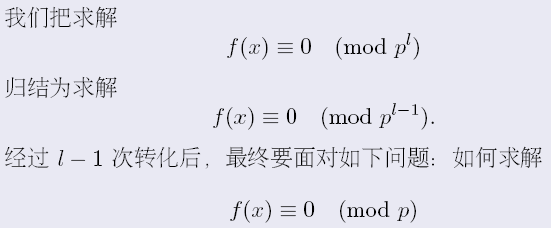 我们把求解
f(x) ≡ 0 (mod p^l)
归结为求解
f(x) ≡ 0 (mod p^{l−1}).
经过 l − 1 次转化后，最终要面对如下问题：如何求解
f(x) ≡ 0 (mod p)